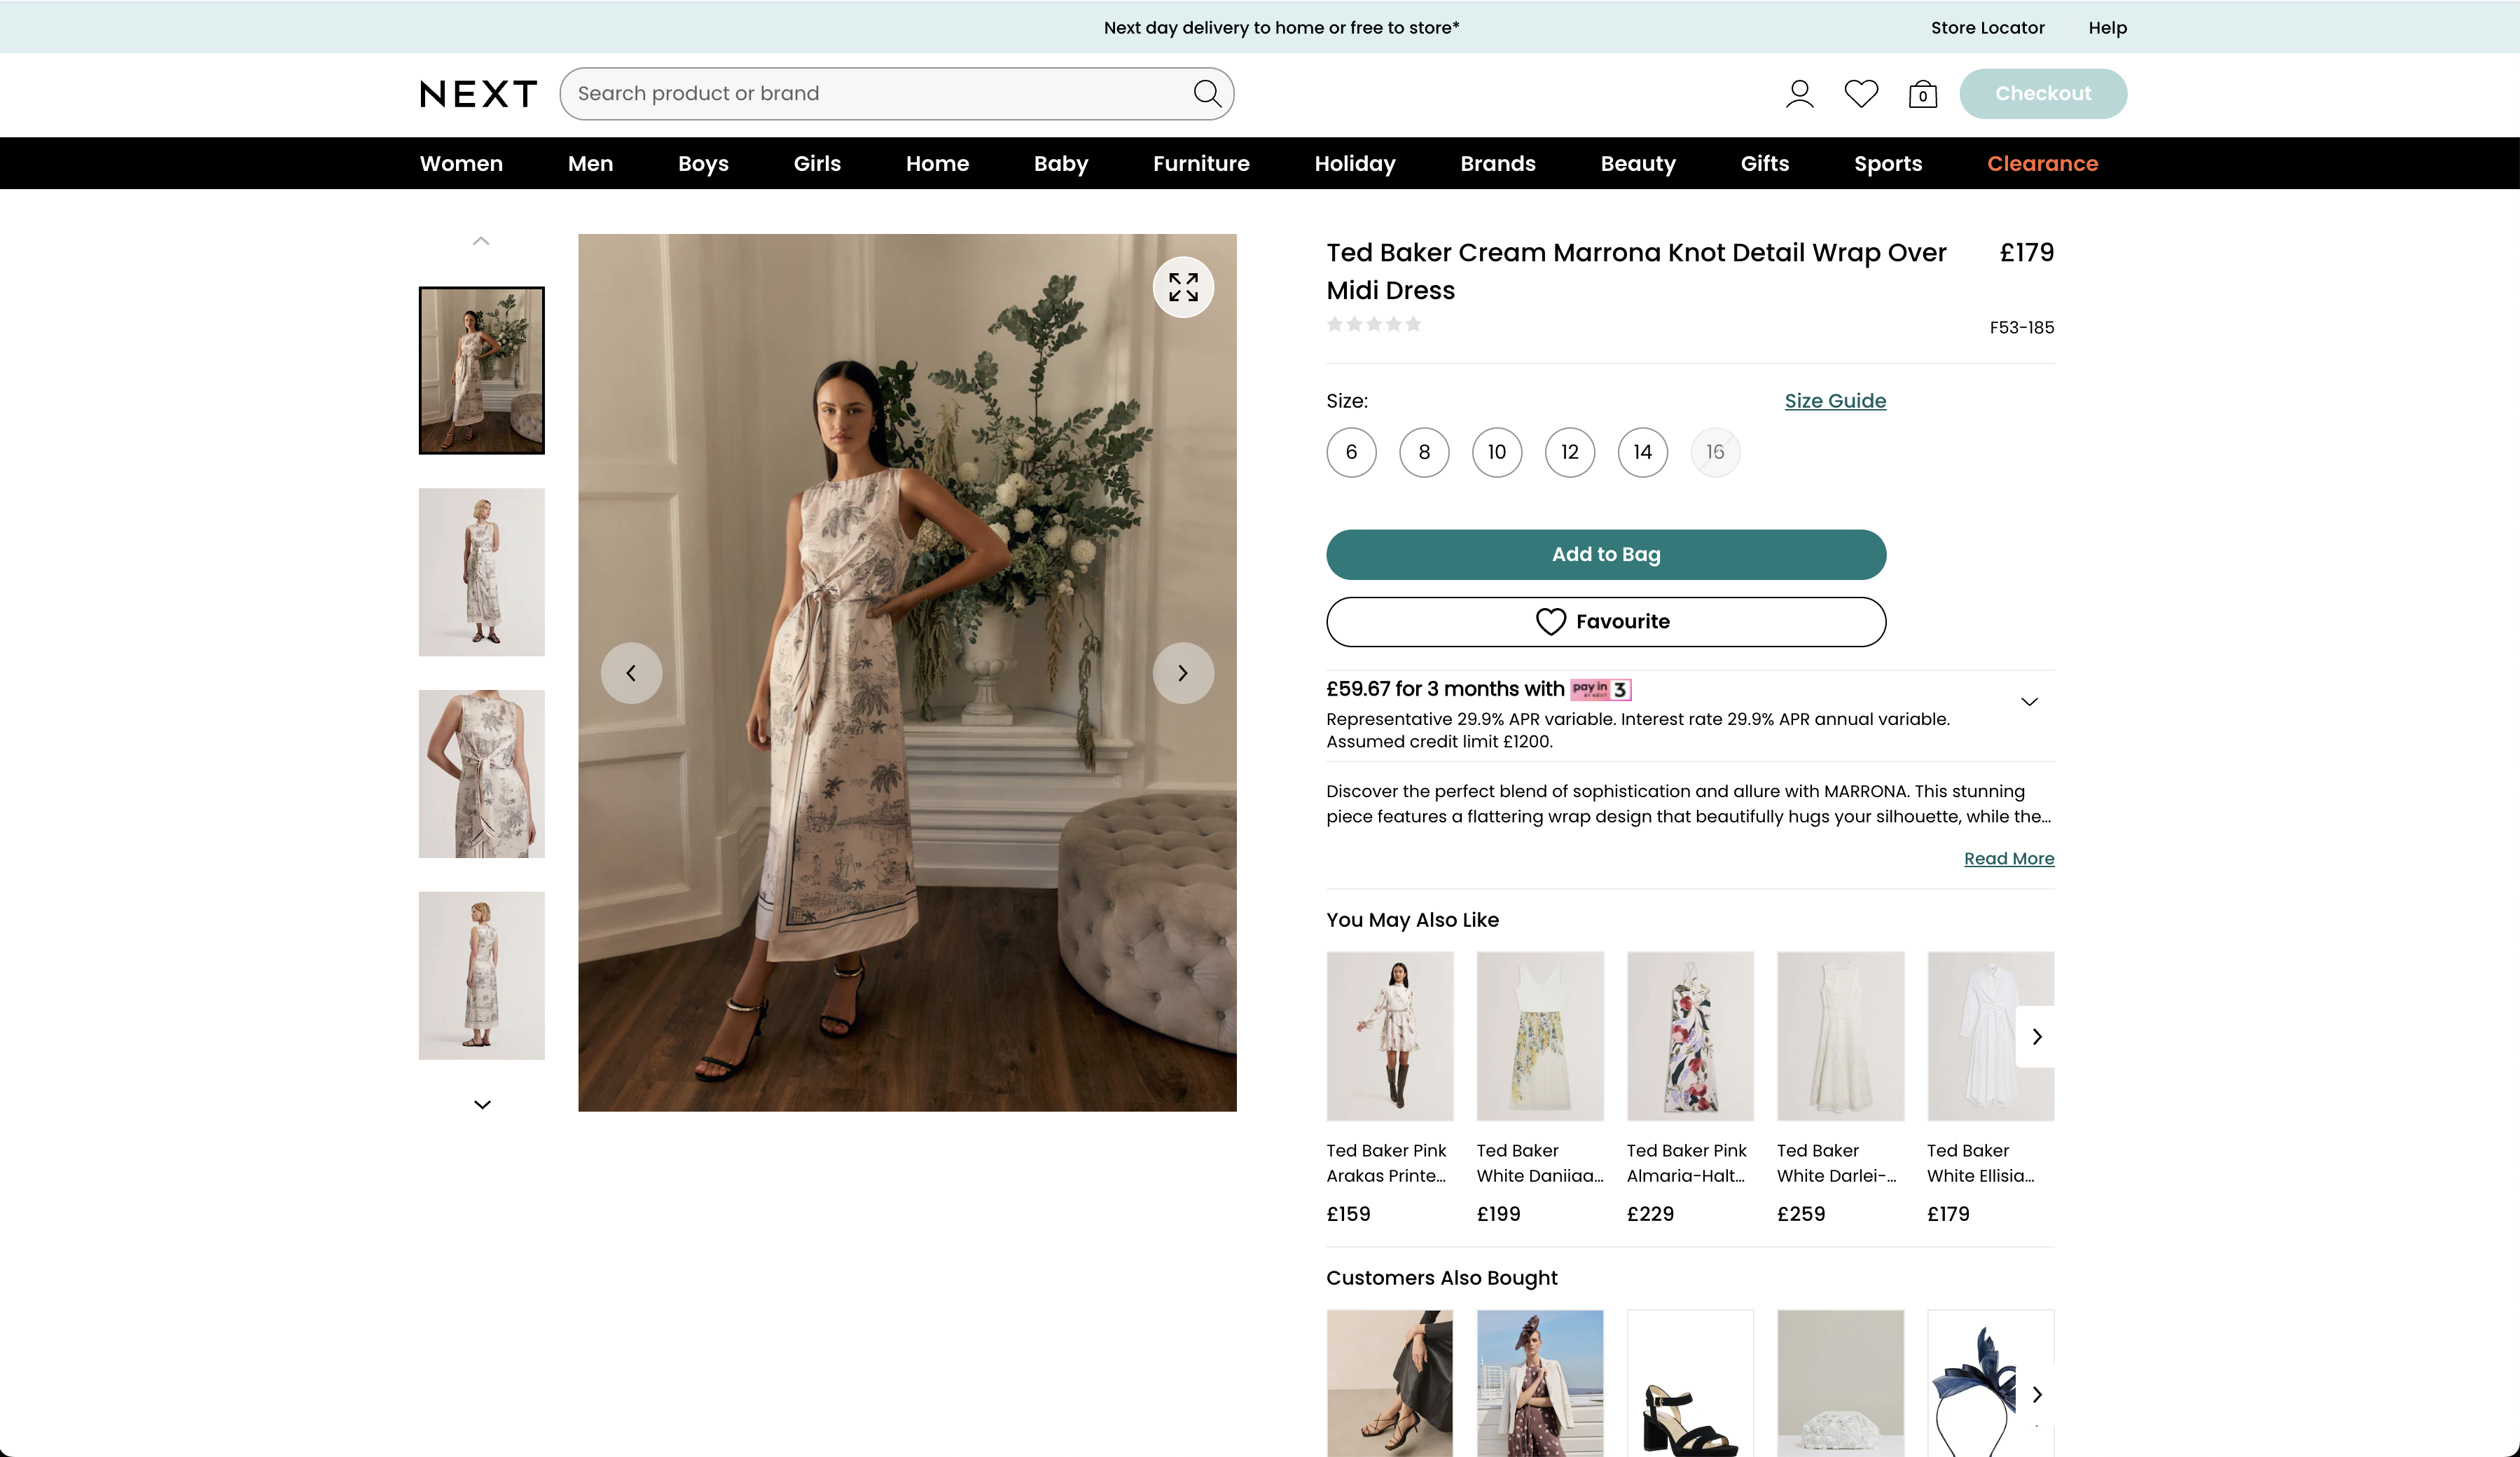 Next day delivery to home or free to store*
Store Locator
Help
NEXT
Search product or brand
0
Checkout
Women
Men
Boys
Girls
Home
Baby
Furniture
Holiday
Brands
Beauty
Gifts
Sports
Clearance
Ted Baker Cream Marrona Knot Detail Wrap Over
Midi Dress
£179
F53-185
Size:
Size Guide
6
8
10
12
14
16
Add to Bag
Favourite
£59.67 for 3 months with pay in 3
BY NEXT
Representative 29.9% APR variable. Interest rate 29.9% APR annual variable.
Assumed credit limit £1200.
Discover the perfect blend of sophistication and allure with MARRONA. This stunning
piece features a flattering wrap design that beautifully hugs your silhouette, while the...
Read More
You May Also Like
Ted Baker Pink
Arakas Printe...
£159
Ted Baker
White Daniiaa...
£199
Ted Baker Pink
Almaria-Halt...
£229
Ted Baker
White Darlei-...
£259
Ted Baker
White Ellisia...
£179
Customers Also Bought